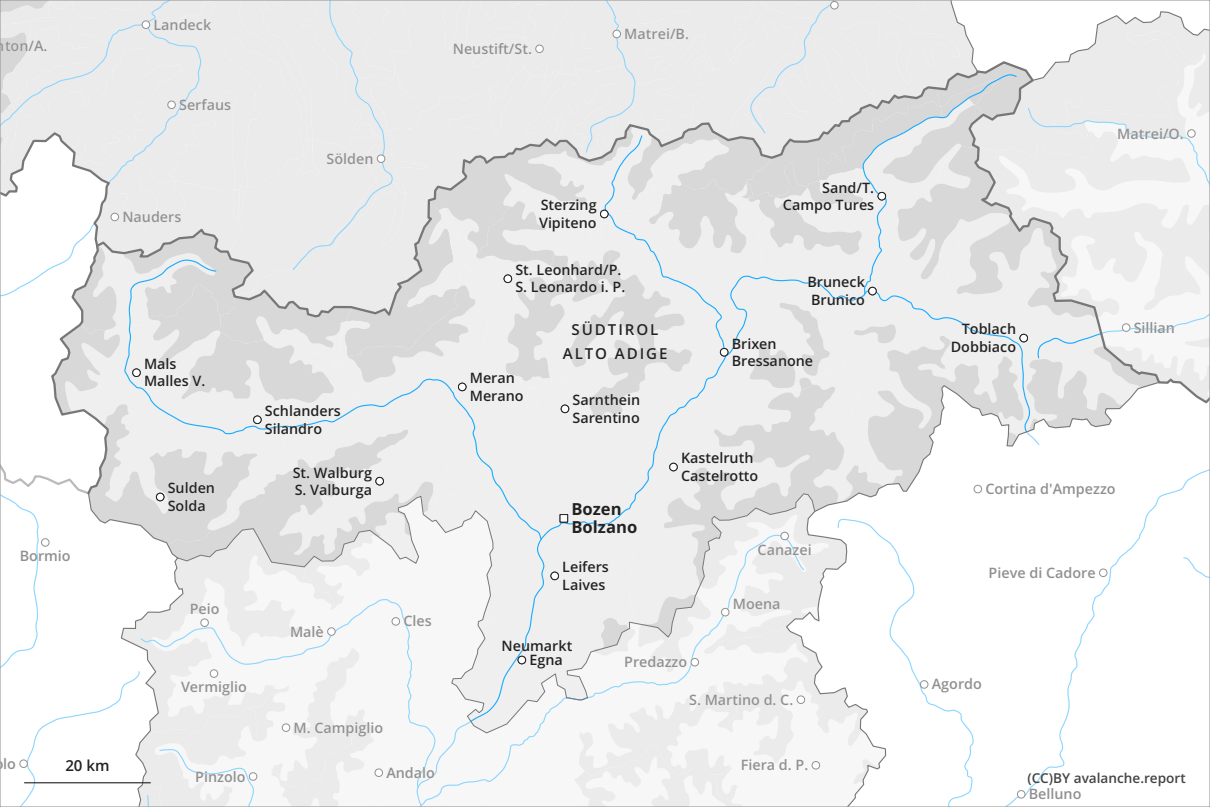 Landeck
Matrei/B.
Neustift/St.
Serfaus
Matrei/O.
Sölden
Sand/T.
Campo Tures
Sterzing
Vipiteno
Nauders
St. Leonhard/P.
S. Leonardo i. P.
Bruneck
Brunico
SÜDTIROL
ALTO ADIGE
Toblach
Dobbiaco
Sillian
Brixen
Bressanone
Mals
Malles V.
Meran
Merano
Schlanders
Silandro
Sarnthein
Sarentino
Kastelruth
Castelrotto
St. Walburg
S. Valburga
Sulden
Solda
Cortina d'Ampezzo
Bozen
Bolzano
Bormio
Canazei
Leifers
Laives
Pieve di Cadore
Peio
Moena
Malè
Cles
Neumarkt
Egna
Predazzo
Vermiglio
Agordo
S. Martino d. C.
M. Campiglio
20 km
Fiera d. P.
Pinzolo
Andalo
(CC)BY avalanche.report
Belluno